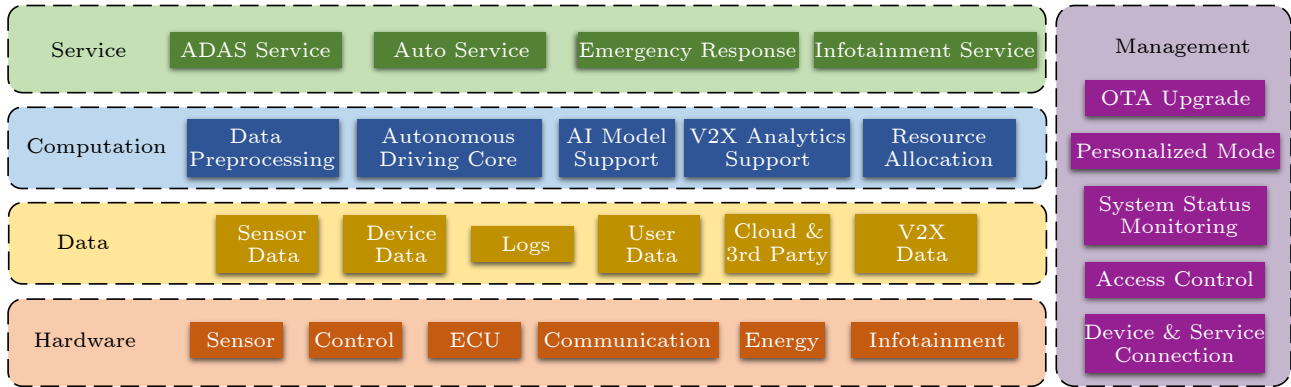 Service
ADAS Service
Auto Service
Emergency Response
Infotainment Service
Computation
Data
Preprocessing
Autonomous
Driving Core
AI Model
Support
V2X Analytics
Support
Resource
Allocation
Data
Sensor
Data
Device
Data
Logs
User
Data
Cloud &
3rd Party
V2X
Data
Hardware
Sensor
Control
ECU
Communication
Energy
Infotainment
Management
OTA Upgrade
Personalized Mode
System Status
Monitoring
Access Control
Device & Service
Connection